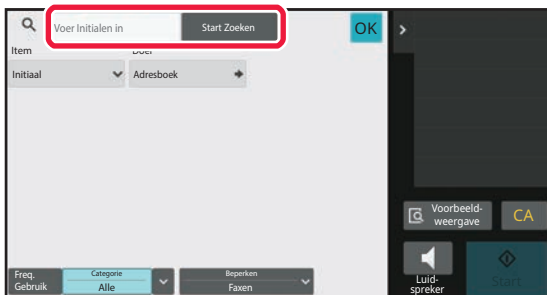 Voer Initialen in
Start Zoeken
OK
Item
Doel
Initiaal
Adresboek
Voorbeeld-
weergave
CA
Freq.
Gebruik
Categorie
Alle
Beperken
Faxen
Luid-
spreker
Start